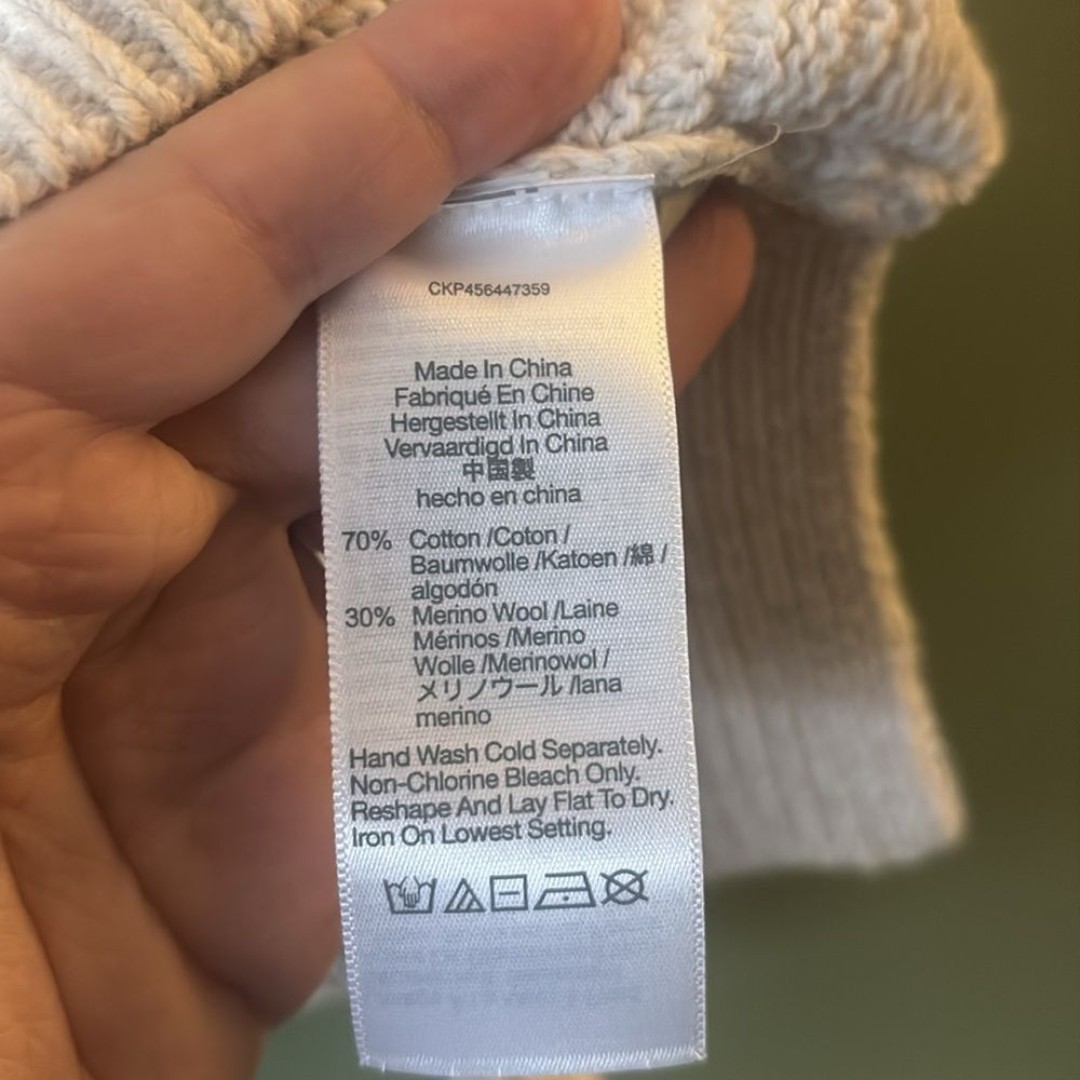 CKP456447359
Made In China
Fabriqué En Chine
Hergestellt In China
Vervaardigd In China
中国製
hecho en china
70% Cotton /Coton /
Baumwolle /Katoen /綿 /
algodón
30% Merino Wool /Laine
Mérinos /Merino
Wolle /Merinowol /
メリノウール /lana
merino
Hand Wash Cold Separately.
Non-Chlorine Bleach Only.
Reshape And Lay Flat To Dry.
Iron On Lowest Setting.